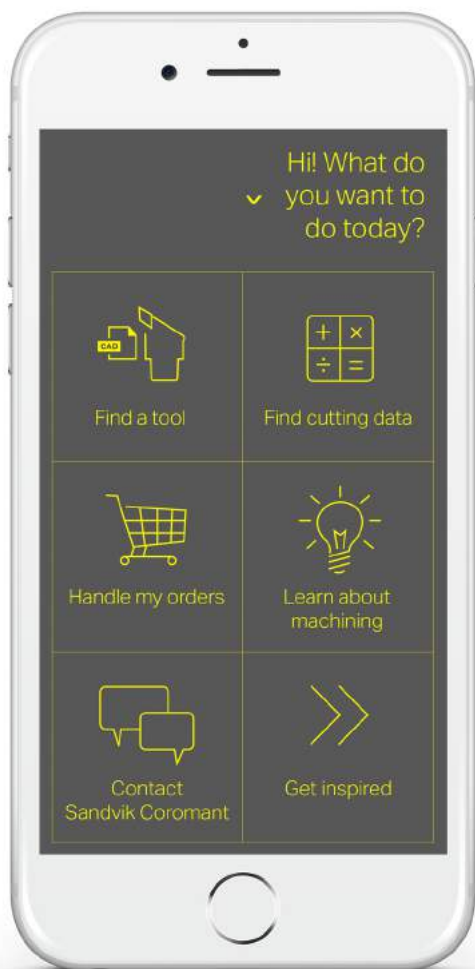 Hi! What do
you want to
do today?
CAD
Find a tool
+ ×
÷ =
Find cutting data
Handle my orders
Learn about
machining
Contact
Sandvik Coromant
Get inspired